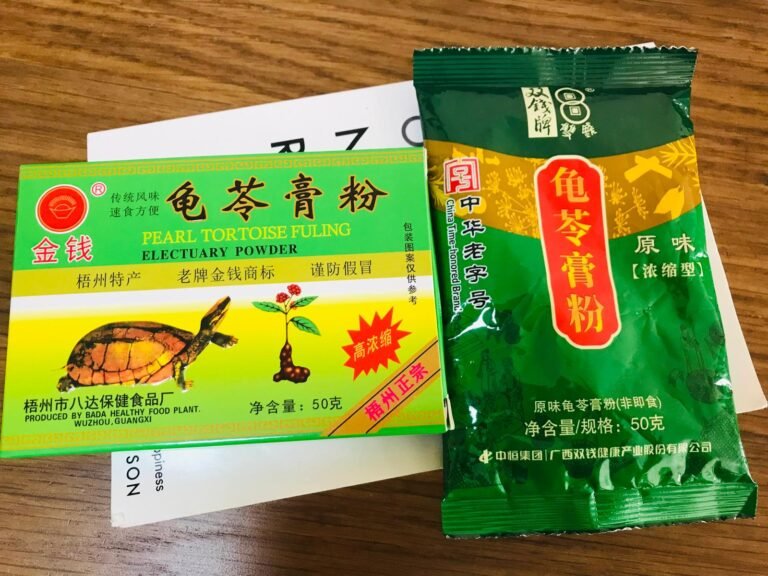 金钱
®
传统风味
速食方便
龟苓膏粉
PEARL TORTOISE FULING
ELECTUARY POWDER
梧州特产 老牌金钱商标 谨防假冒
包装图案仅供参考
高浓缩
梧州正宗
梧州市八达保健食品厂
PRODUCED BY BADA HEALTHY FOOD PLANT.
WUZHOU,GUANGXI
净含量：50克
双钱牌
®
中华老字号
China Time-honored Brand
龟苓膏粉
原味
【浓缩型】
原味龟苓膏粉(非即食)
净含量/规格：50克
中恒集团|广西双钱健康产业股份有限公司
O
N
R
ppiness
SON